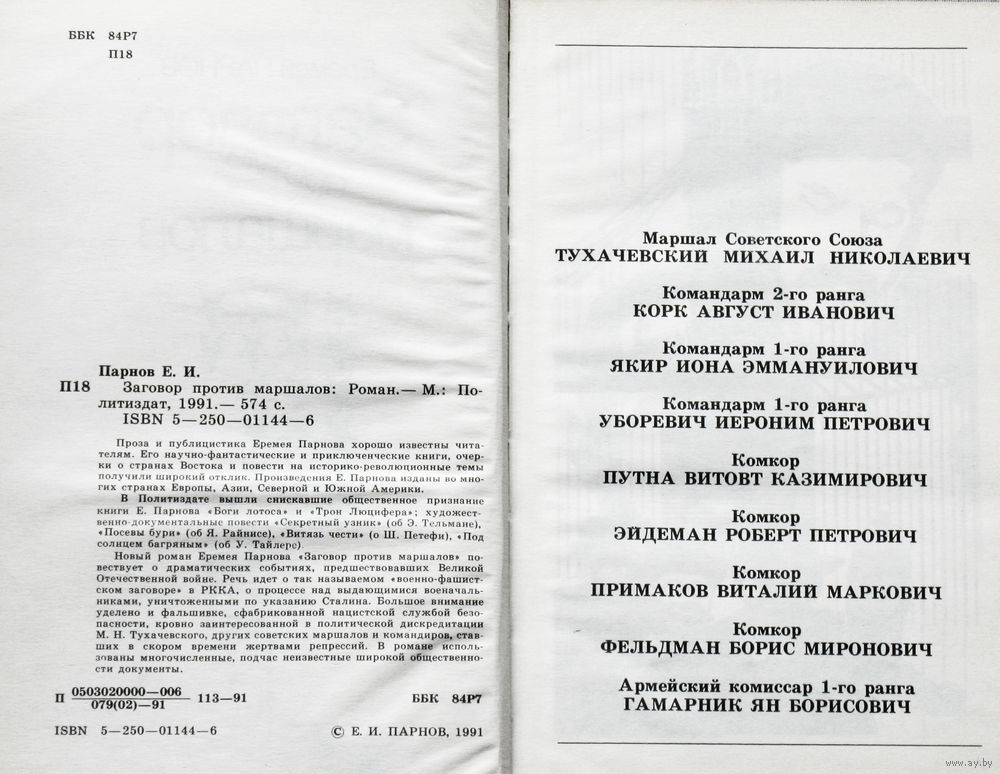 ББК 84Р7
П18
Парнов Е. И.
П18 Заговор против маршалов: Роман.— М.: По-
литиздат, 1991.— 574 с.
ISBN 5—250—01144—6
Проза и публицистика Еремея Парнова хорошо известны чита-
телям. Его научно-фантастические и приключенческие книги, очер-
ки о странах Востока и повести на историко-революционные темы
получили широкий отклик. Произведения Е. Парнова изданы во мно-
гих странах Европы, Азии, Северной и Южной Америки.
В Политиздате вышли снискавшие общественное признание
книги Е. Парнова «Боги лотоса» и «Трон Люцифера»; художест-
венно-документальные повести «Секретный узник» (об Э. Тельмане),
«Посевы бури» (об Я. Райнисе), «Витязь чести» (о Ш. Петефи), «Под
солнцем багряным» (об У. Тайлере).
Новый роман Еремея Парнова «Заговор против маршалов» по-
вествует о драматических событиях, предшествовавших Великой
Отечественной войне. Речь идет о так называемом «военно-фашист-
ском заговоре» в РККА, о процессе над выдающимися военачаль-
никами, уничтоженными по указанию Сталина. Большое внимание
уделено и фальшивке, сфабрикованной нацистской службой безо-
пасности, кровно заинтересованной в политической дискредитации
М. Н. Тухачевского, других советских маршалов и командиров, став-
ших в скором времени жертвами репрессий. В романе исполь-
зованы многочисленные, подчас неизвестные широкой общественно-
сти документы.
П 0503020000—006 / 079(02)—91 113—91 ББК 84Р7
ISBN 5—250—01144—6 © Е. И. ПАРНОВ, 1991
Маршал Советского Союза
ТУХАЧЕВСКИЙ МИХАИЛ НИКОЛАЕВИЧ
Командарм 2-го ранга
КОРК АВГУСТ ИВАНОВИЧ
Командарм 1-го ранга
ЯКИР ИОНА ЭММАНУИЛОВИЧ
Командарм 1-го ранга
УБОРЕВИЧ ИЕРОНИМ ПЕТРОВИЧ
Комкор
ПУТНА ВИТОВТ КАЗИМИРОВИЧ
Комкор
ЭЙДЕМАН РОБЕРТ ПЕТРОВИЧ
Комкор
ПРИМАКОВ ВИТАЛИЙ МАРКОВИЧ
Комкор
ФЕЛЬДМАН БОРИС МИРОНОВИЧ
Армейский комиссар 1-го ранга
ГАМАРНИК ЯН БОРИСОВИЧ
www.ay.by